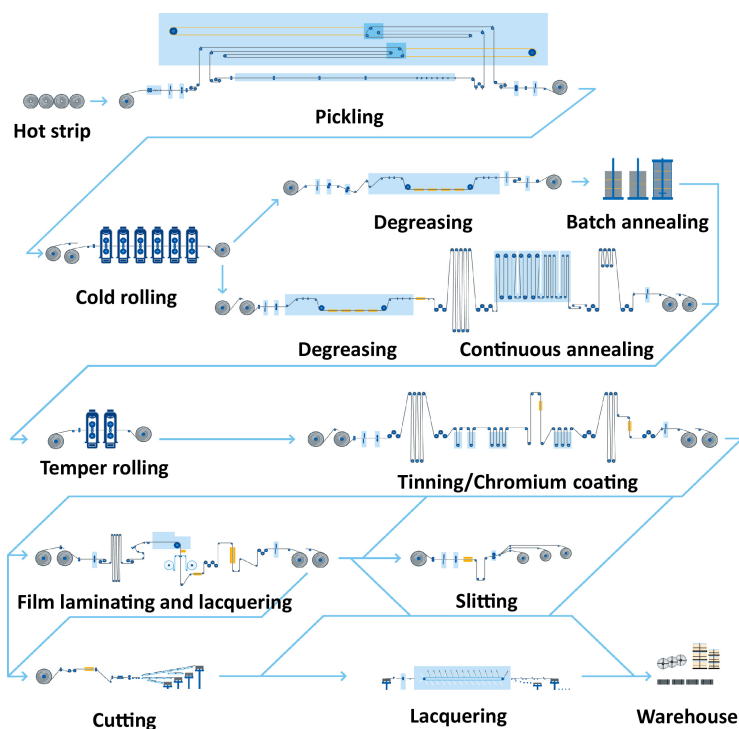 Pickling
Hot strip
Degreasing
Batch annealing
Cold rolling
Degreasing
Continuous annealing
Temper rolling
Tinning/Chromium coating
Film laminating and lacquering
Slitting
Cutting
Lacquering
Warehouse